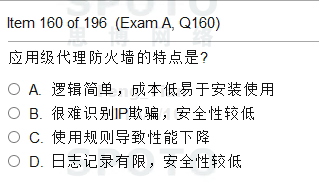 Item 160 of 196 (Exam A, Q160)
应用级代理防火墙的特点是?
A. 逻辑简单，成本低易于安装使用
B. 很难识别IP欺骗，安全性较低
C. 使用规则导致性能下降
D. 日志记录有限，安全性较低
SPOTO